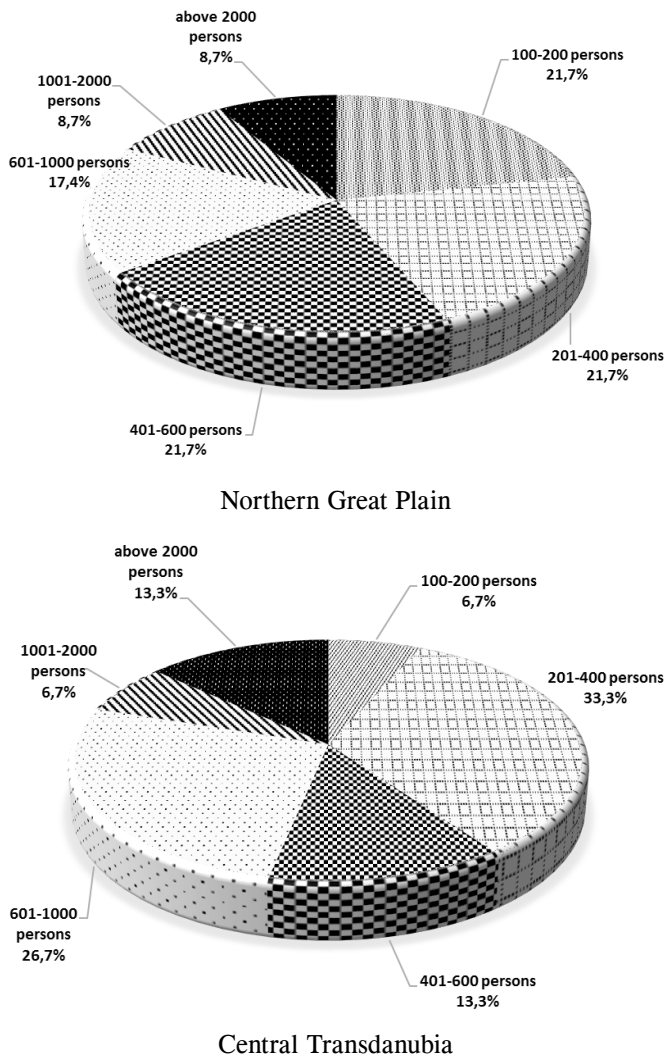 above 2000
persons
8,7%
100-200 persons
21,7%
1001-2000
persons
8,7%
601-1000 persons
17,4%
201-400 persons
21,7%
401-600 persons
21,7%
Northern Great Plain
above 2000
persons
13,3%
100-200 persons
6,7%
1001-2000
persons
6,7%
201-400 persons
33,3%
601-1000
persons
26,7%
401-600 persons
13,3%
Central Transdanubia